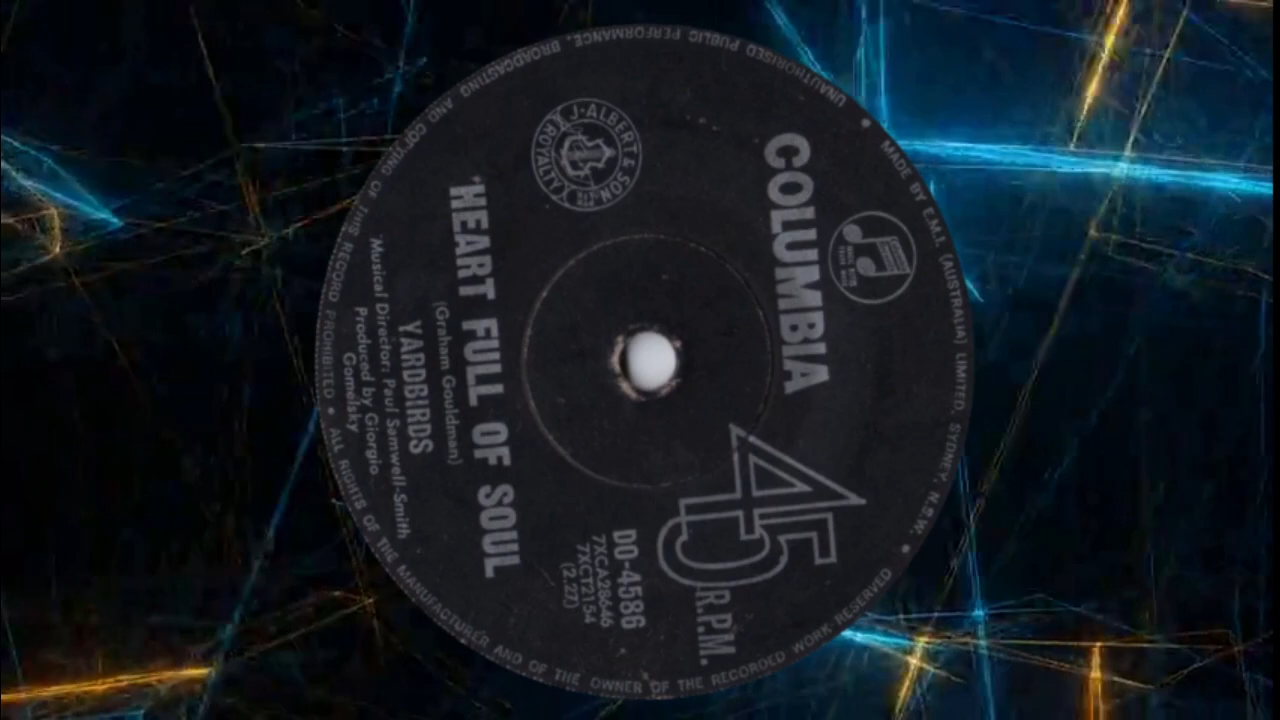 UNAUTHORISED PUBLIC PERFORMANCE, BROADCASTING AND COPYING OF THIS RECORD PROHIBITED • ALL RIGHTS OF THE MANUFACTURER AND OF THE OWNER OF THE RECORDED WORK RESERVED •
MADE BY E.M.I. (AUSTRALIA) LIMITED. SYDNEY, N.S.W. •
COLUMBIA
45 R.P.M.
J·ALBERT & SON
ROYALTY
DO-4586
7XCA28646
7XCT2154
(2.27)
HEART FULL OF SOUL
(Graham Gouldman)
YARDBIRDS
Musical Director: Paul Samwell-Smith
Produced by Giorgio
Gomelsky